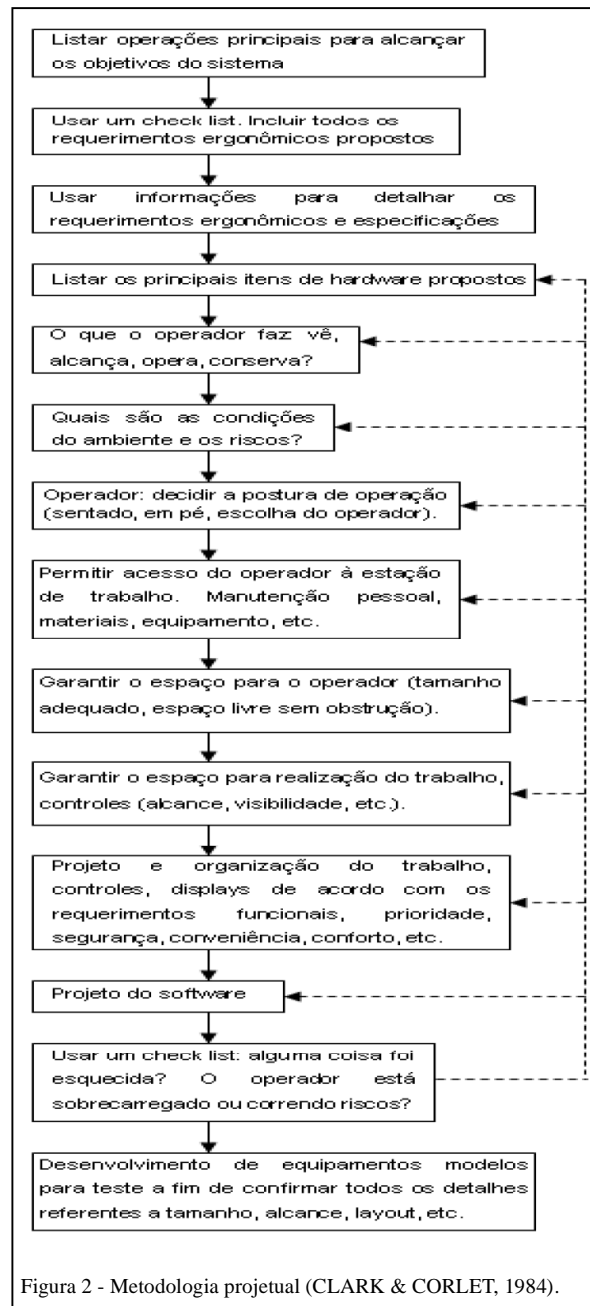 Listar operações principais para alcançar
os objetivos do sistema
Usar um check list. Incluir todos os
requerimentos ergonômicos propostos
Usar informações para detalhar os
requerimentos ergonômicos e especificações
Listar os principais itens de hardware propostos
O que o operador faz vê,
alcança, opera, conserva?
Quais são as condições
do ambiente e os riscos?
Operador: decidir a postura de operação
(sentado, em pé, escolha do operador).
Permitir acesso do operador à estação
de trabalho. Manutenção pessoal,
materiais, equipamento, etc.
Garantir o espaço para o operador (tamanho
adequado, espaço livre sem obstrução).
Garantir o espaço para realização do trabalho,
controles (alcance, visibilidade, etc.).
Projeto e organização do trabalho,
controles, displays de acordo com os
requerimentos funcionais, prioridade,
segurança, conveniência, conforto, etc.
Projeto do software
Usar um check list: alguma coisa foi
esquecida? O operador está
sobrecarregado ou correndo riscos?
Desenvolvimento de equipamentos modelos
para teste a fim de confirmar todos os detalhes
referentes a tamanho, alcance, layout, etc.
Figura 2 - Metodologia projetual (CLARK & CORLET, 1984).